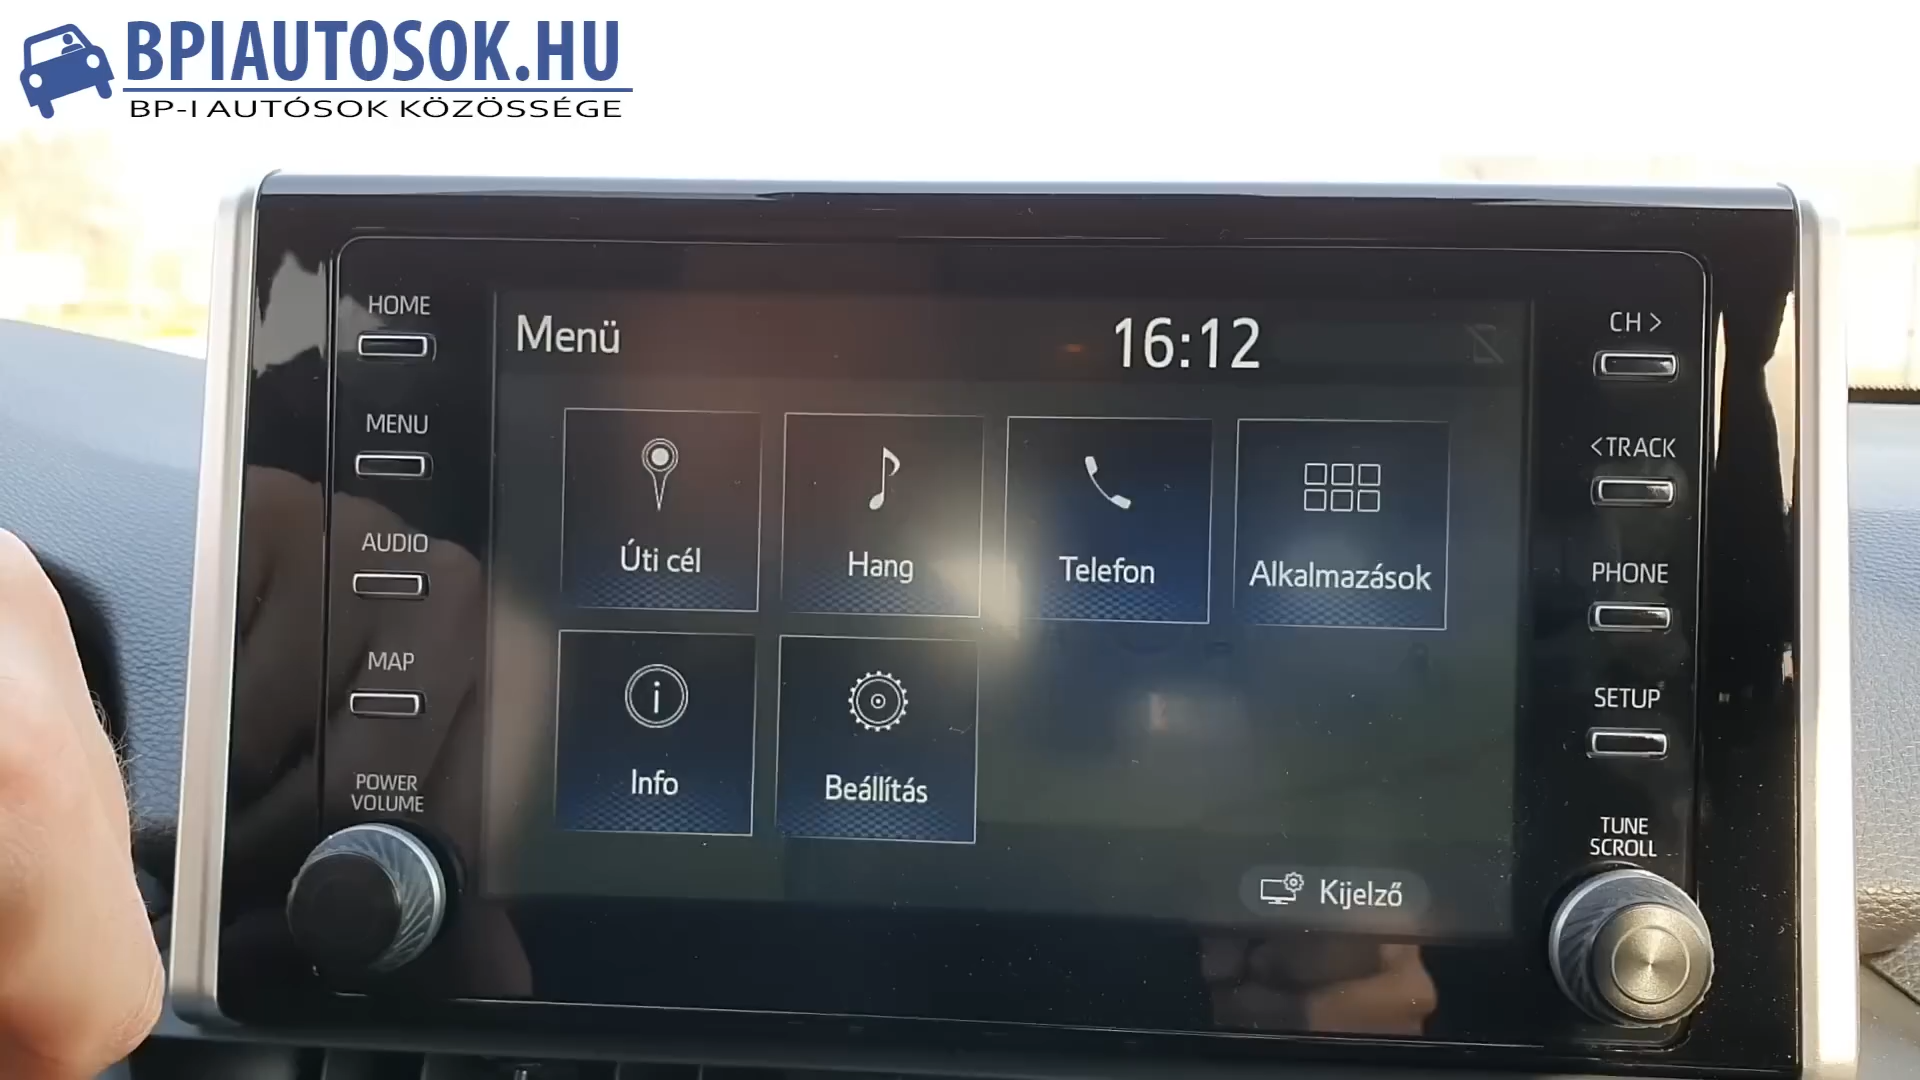 BPIAUTOSOK.HU
BP-I AUTÓSOK KÖZÖSSÉGE
HOME
MENU
AUDIO
MAP
POWER
VOLUME
Menü
16:12
Úti cél
Hang
Telefon
Alkalmazások
Info
Beállítás
Kijelző
CH >
<TRACK
PHONE
SETUP
TUNE
SCROLL